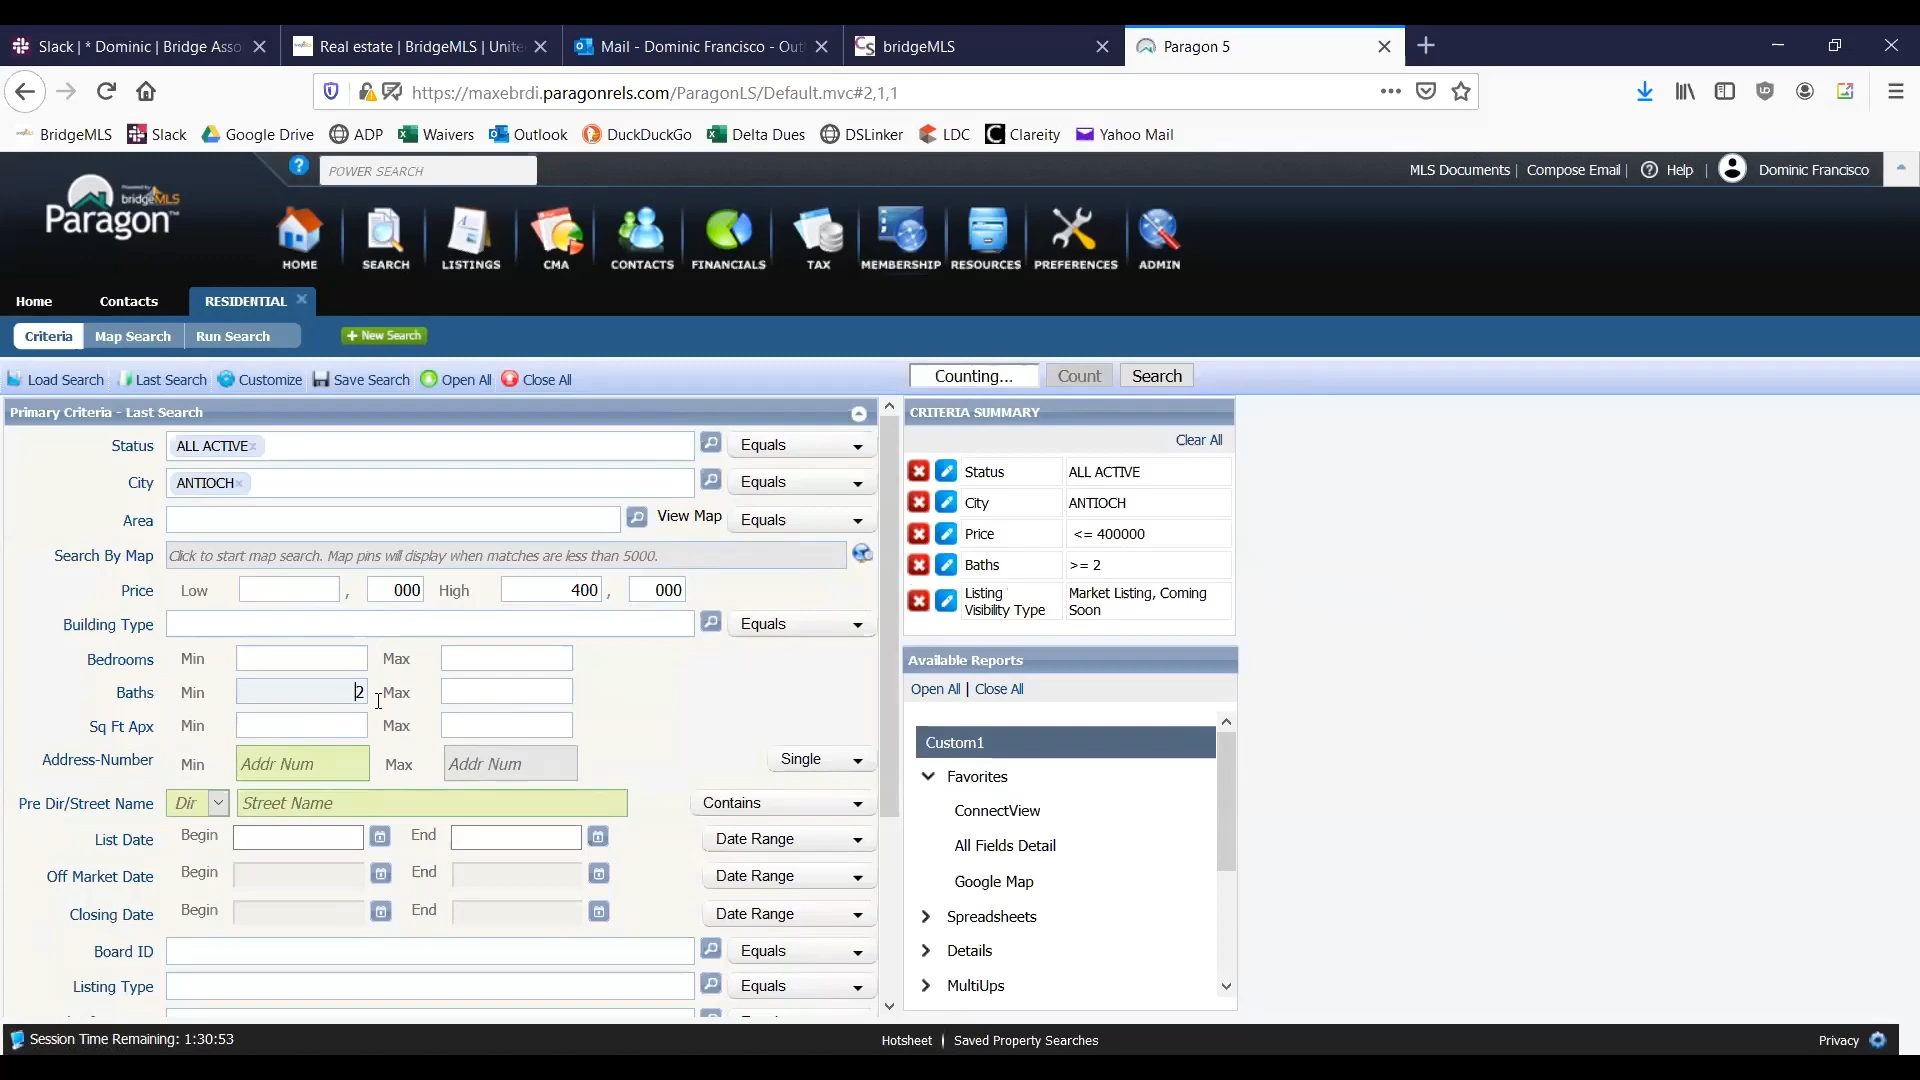 Slack | * Dominic | Bridge Asso
Real estate | BridgeMLS | Unite
Mail - Dominic Francisco - Out
bridgeMLS
Paragon 5
https://maxebrdi.paragonrels.com/ParagonLS/Default.mvc#2,1,1
BridgeMLS Slack Google Drive ADP Waivers Outlook DuckDuckGo Delta Dues DSLinker LDC Clareity Yahoo Mail
POWER SEARCH
MLS Documents | Compose Email | Help | Dominic Francisco
Powered by bridgeMLS
Paragon™
HOME SEARCH LISTINGS CMA CONTACTS FINANCIALS TAX MEMBERSHIP RESOURCES PREFERENCES ADMIN
Home Contacts RESIDENTIAL
Criteria Map Search Run Search + New Search
Load Search Last Search Customize Save Search Open All Close All
Counting... Count Search
Primary Criteria - Last Search
Status ALL ACTIVE Equals
City ANTIOCH Equals
Area View Map Equals
Search By Map Click to start map search. Map pins will display when matches are less than 5000.
Price Low , 000 High 400 , 000
Building Type Equals
Bedrooms Min Max
Baths Min 2 Max
Sq Ft Apx Min Max
Address-Number Min Addr Num Max Addr Num Single
Pre Dir/Street Name Dir Street Name Contains
List Date Begin End Date Range
Off Market Date Begin End Date Range
Closing Date Begin End Date Range
Board ID Equals
Listing Type Equals
CRITERIA SUMMARY
Clear All
Status ALL ACTIVE
City ANTIOCH
Price <= 400000
Baths >= 2
Listing Market Listing, Coming
Visibility Type Soon
Available Reports
Open All | Close All
Custom1
Favorites
ConnectView
All Fields Detail
Google Map
Spreadsheets
Details
MultiUps
Session Time Remaining: 1:30:53
Hotsheet | Saved Property Searches
Privacy